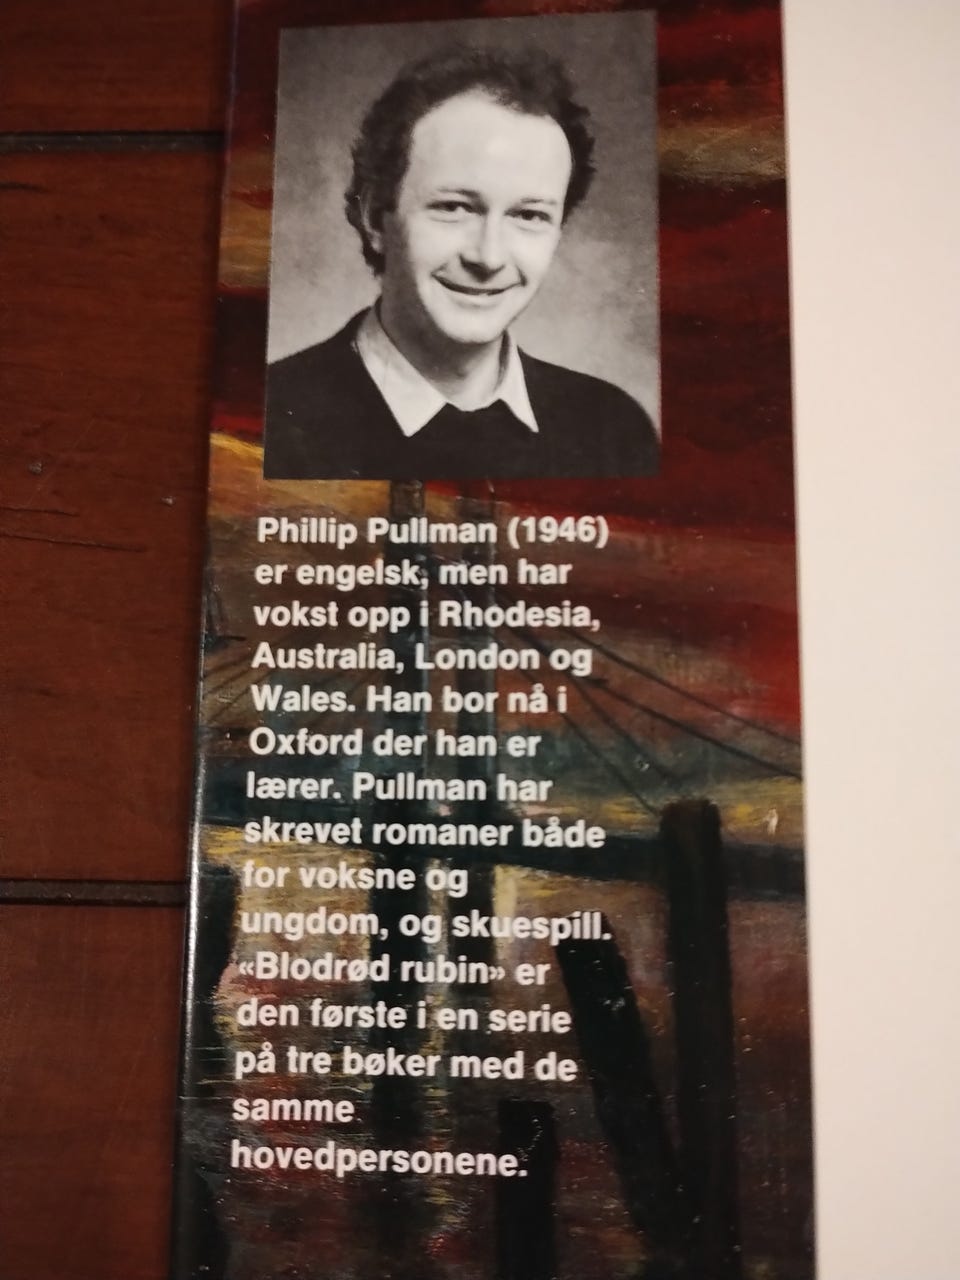 Phillip Pullman (1946)
er engelsk, men har
vokst opp i Rhodesia,
Australia, London og
Wales. Han bor nå i
Oxford der han er
lærer. Pullman har
skrevet romaner både
for voksne og
ungdom, og skuespill.
«Blodrød rubin» er
den første i en serie
på tre bøker med de
samme
hovedpersonene.